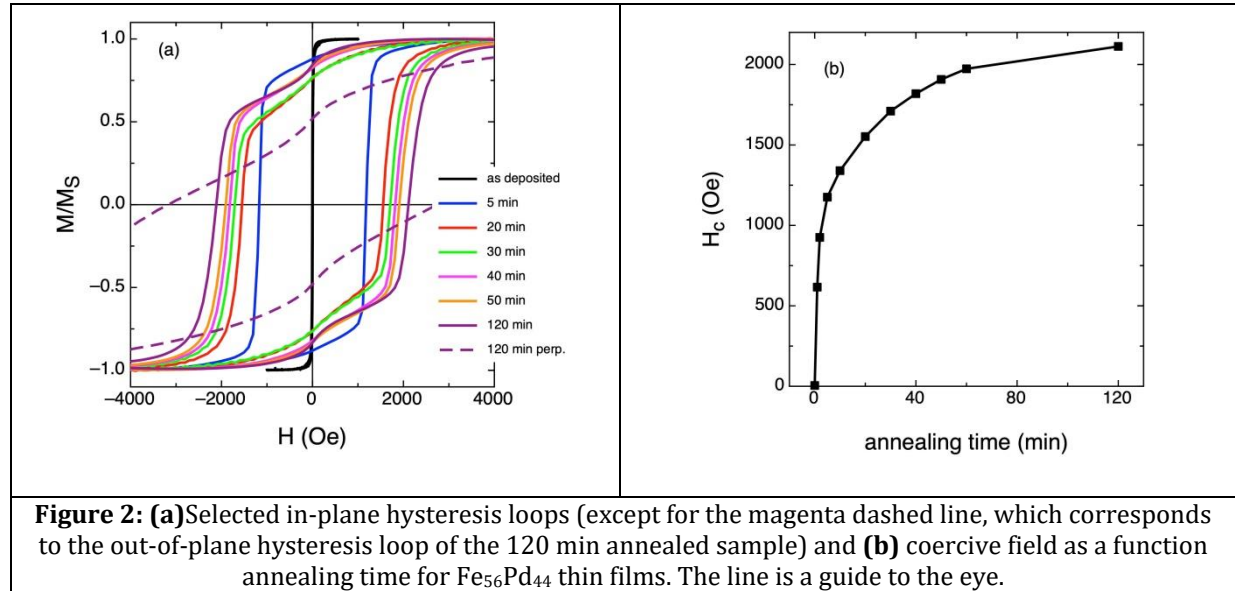 (a)
1.0
0.5
0.0
−0.5
−1.0
M/M_S
−4000 −2000 0 2000 4000
H (Oe)
as deposited
5 min
20 min
30 min
40 min
50 min
120 min
120 min perp.
(b)
2000
1500
1000
500
0
H_c (Oe)
0 40 80 120
annealing time (min)
Figure 2: (a)Selected in-plane hysteresis loops (except for the magenta dashed line, which corresponds
to the out-of-plane hysteresis loop of the 120 min annealed sample) and (b) coercive field as a function
annealing time for Fe₅₆Pd₄₄ thin films. The line is a guide to the eye.